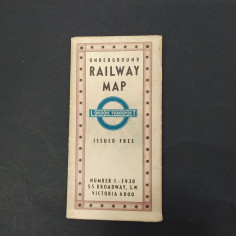 UNDERGROUND
RAILWAY
MAP
LONDON TRANSPORT
ISSUED FREE
NUMBER 1 - 1938
55 BROADWAY, S.W.
VICTORIA 6800